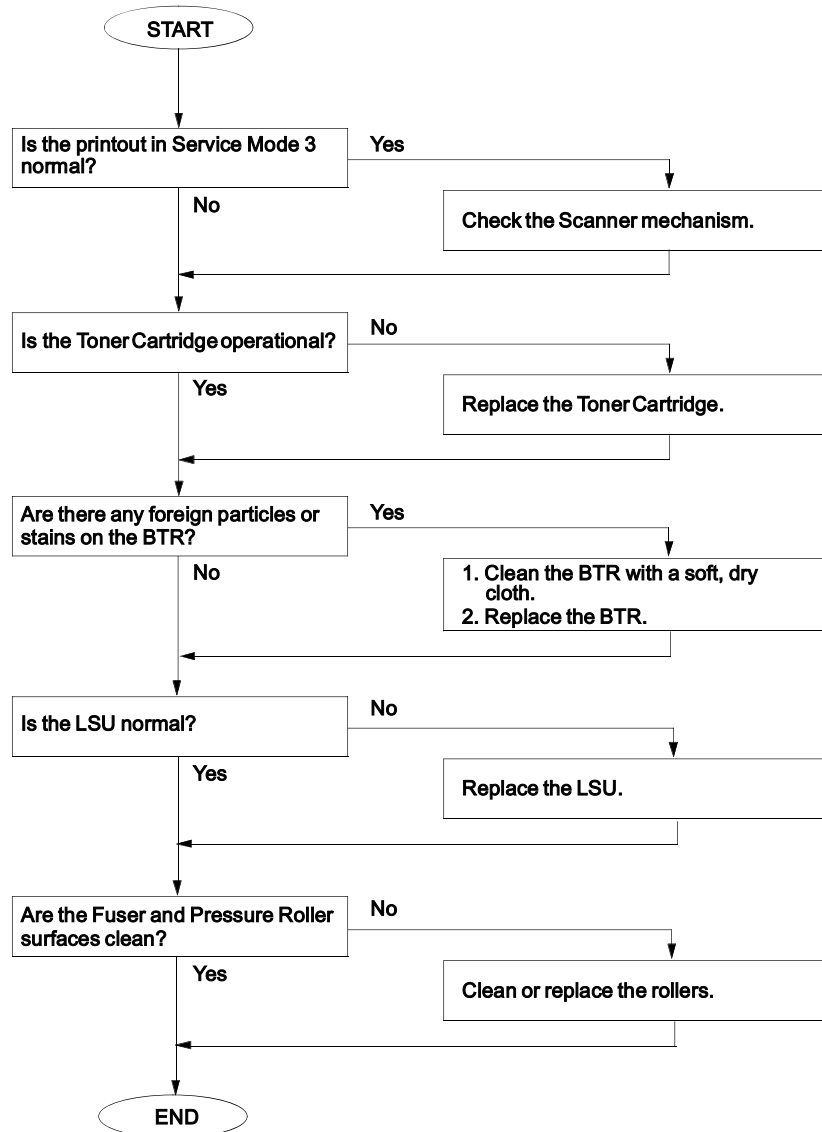 START
Is the printout in Service Mode 3
normal?
Yes
No
Check the Scanner mechanism.
Is the Toner Cartridge operational?
No
Yes
Replace the Toner Cartridge.
Are there any foreign particles or
stains on the BTR?
Yes
No
1. Clean the BTR with a soft, dry
cloth.
2. Replace the BTR.
Is the LSU normal?
No
Yes
Replace the LSU.
Are the Fuser and Pressure Roller
surfaces clean?
No
Yes
Clean or replace the rollers.
END